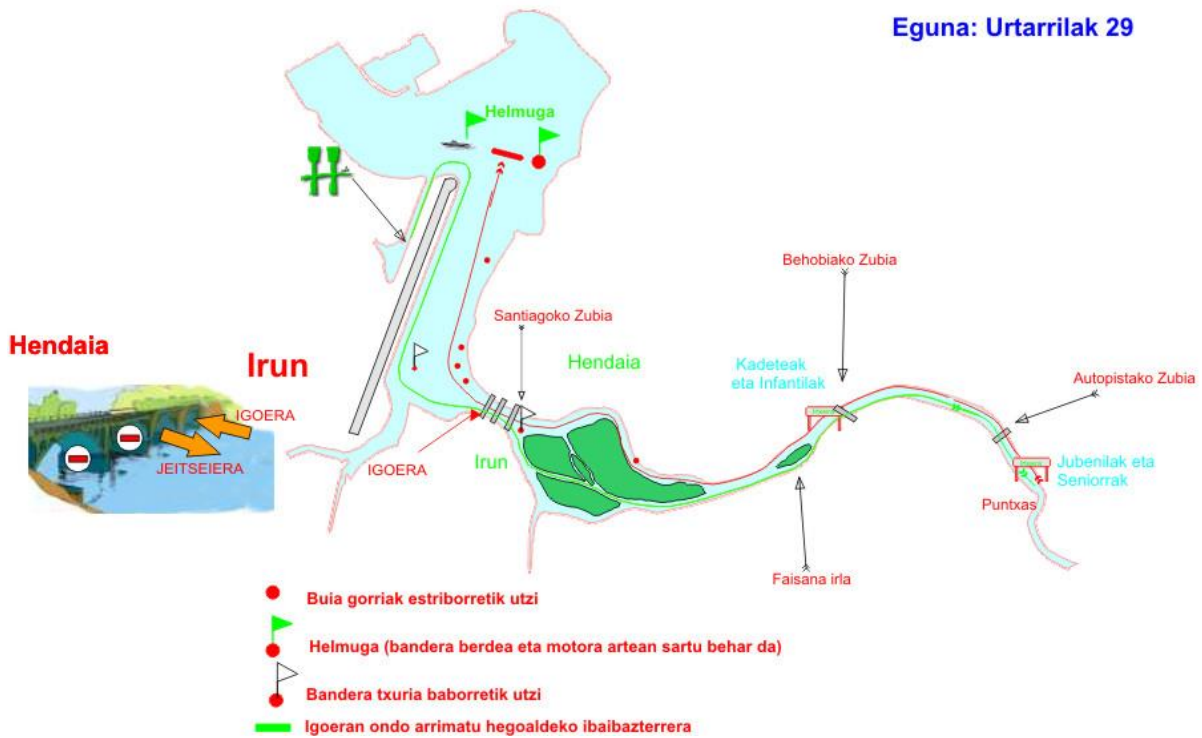 Eguna: Urtarrilak 29
Helmuga
Behobiako Zubia
Santiagoko Zubia
Hendaia
Irun
Hendaia
Kadeteak
eta Infantilak
Autopistako Zubia
IGOERA
JEITSEIERA
IGOERA
Irun
Jubenilak eta
Seniorrak
Puntxas
Faisana irla
Buia gorriak estriborretik utzi
Helmuga (bandera berdea eta motora artean sartu behar da)
Bandera txuria baborretik utzi
Igoeran ondo arrimatu hegoaldeko ibaibazterrera